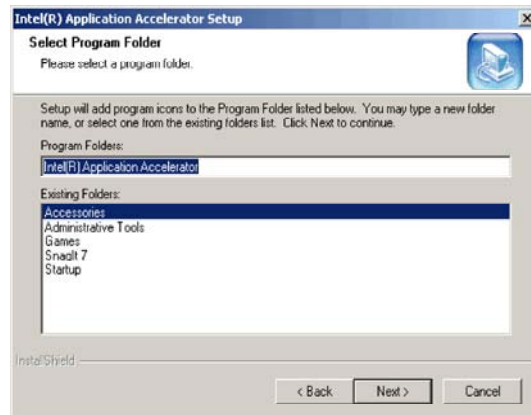 Intel(R) Application Accelerator Setup
Select Program Folder
Please select a program folder.
Setup will add program icons to the Program Folder listed below. You may type a new folder
name, or select one from the existing folders list. Click Next to continue.
Program Folders:
Intel(R) Application Accelerator
Existing Folders:
Accessories
Administrative Tools
Games
SnagIt 7
Startup
InstallShield
< Back
Next >
Cancel